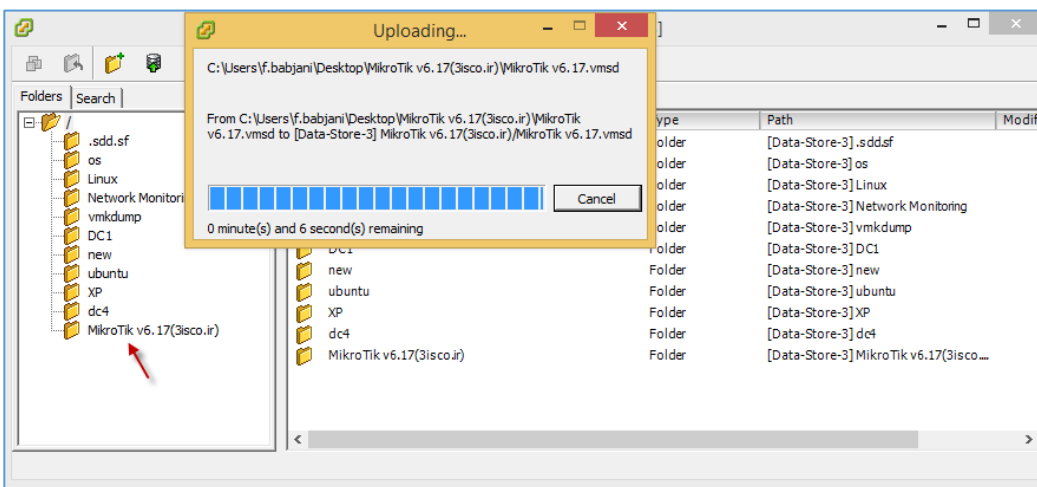 Uploading...
]
C:\Users\f.babjani\Desktop\MikroTik v6.17(3isco.ir)\MikroTik v6.17.vmsd
From C:\Users\f.babjani\Desktop\MikroTik v6.17(3isco.ir)\MikroTik
v6.17.vmsd to [Data-Store-3] MikroTik v6.17(3isco.ir)/MikroTik v6.17.vmsd
Cancel
0 minute(s) and 6 second(s) remaining
Folders Search
/
.sdd.sf
os
Linux
Network Monitori
vmkdump
DC1
new
ubuntu
XP
dc4
MikroTik v6.17(3isco.ir)
ype Path Modif
older [Data-Store-3] .sdd.sf
older [Data-Store-3] os
older [Data-Store-3] Linux
older [Data-Store-3] Network Monitoring
older [Data-Store-3] vmkdump
DC1 older [Data-Store-3] DC1
new Folder [Data-Store-3] new
ubuntu Folder [Data-Store-3] ubuntu
XP Folder [Data-Store-3] XP
dc4 Folder [Data-Store-3] dc4
MikroTik v6.17(3isco.ir) Folder [Data-Store-3] MikroTik v6.17(3isco....